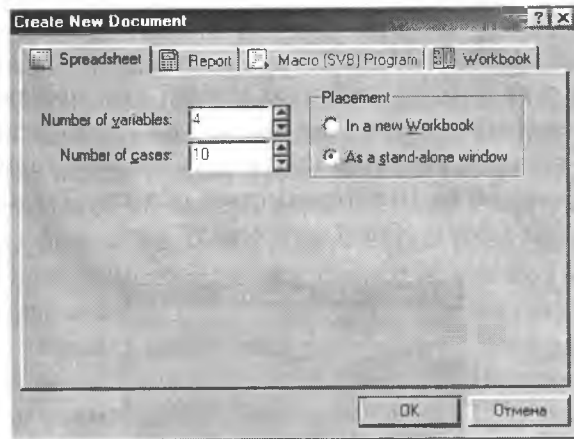 Create New Document
Spreadsheet Report Macro (SVB) Program Workbook
Number of variables: 4
Number of cases: 10
Placement
In a new Workbook
As a stand-alone window
OK Отмена